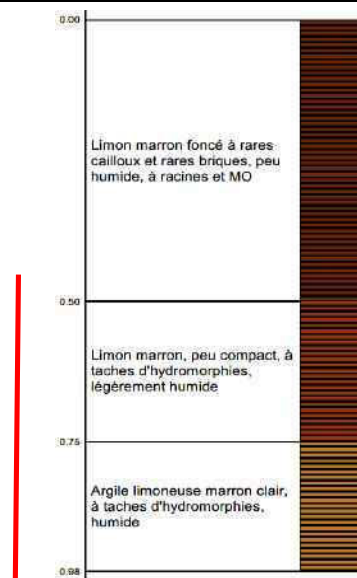 0.00
Limon marron foncé à rares
cailloux et rares briques, peu
humide, à racines et MO
0.50
Limon marron, peu compact, à
taches d'hydromorphies,
légèrement humide
0.75
Argile limoneuse marron clair,
à taches d'hydromorphies,
humide
0.98